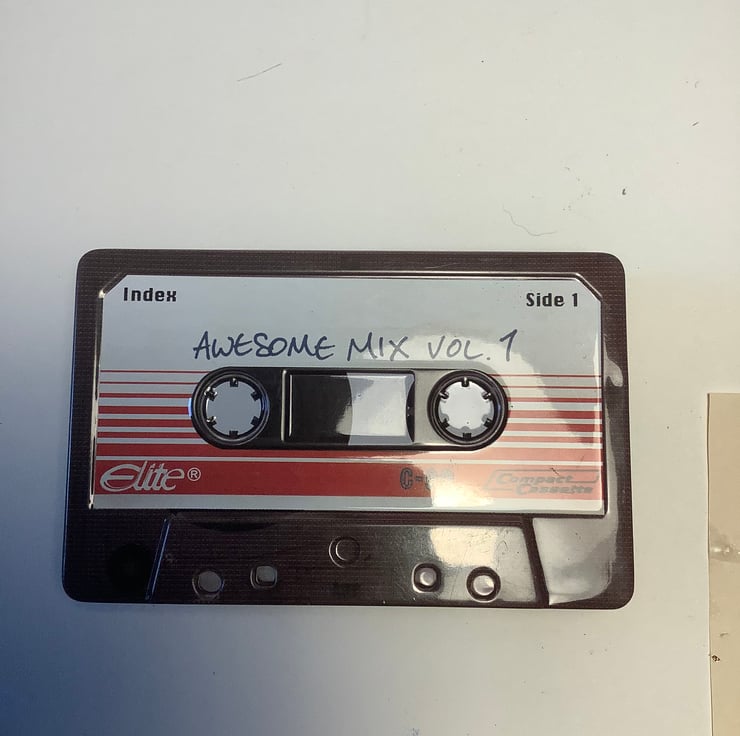 Index Side 1
AWESOME MIX VOL. 1
Elite®
Compact
Cassette